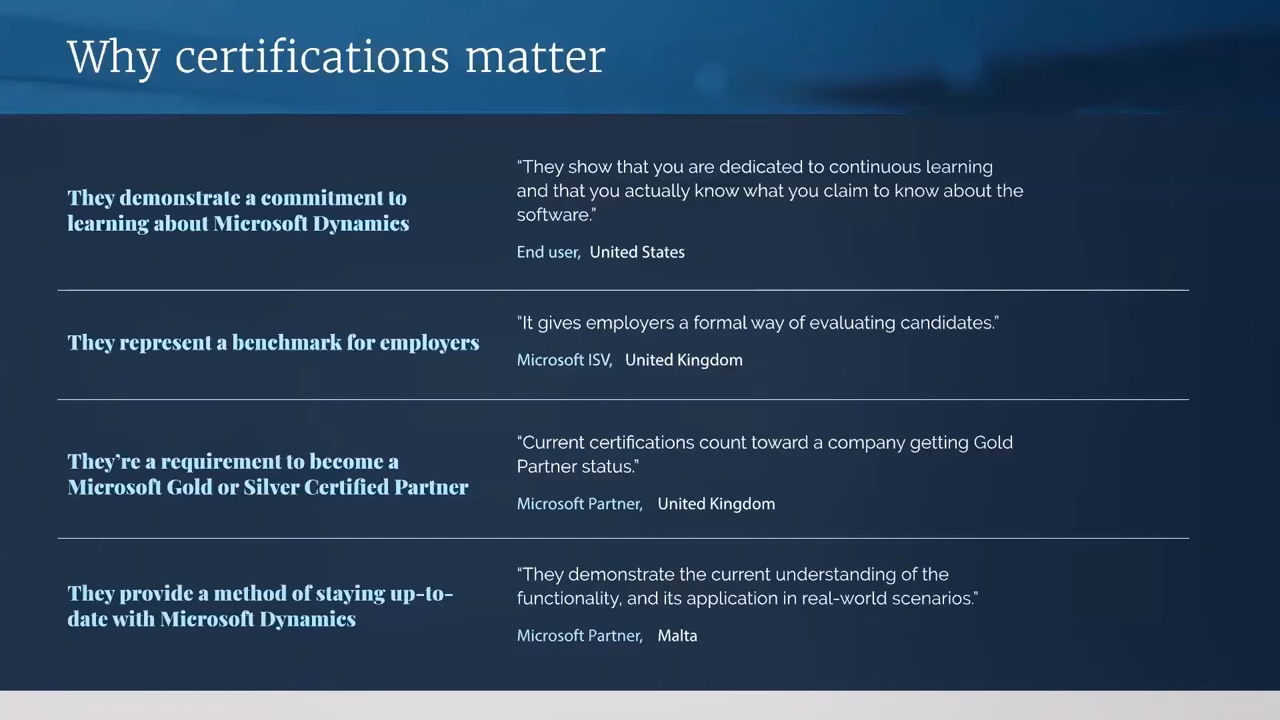 Why certifications matter
They demonstrate a commitment to
learning about Microsoft Dynamics
“They show that you are dedicated to continuous learning
and that you actually know what you claim to know about the
software.”
End user, United States
They represent a benchmark for employers
“It gives employers a formal way of evaluating candidates.”
Microsoft ISV, United Kingdom
They’re a requirement to become a
Microsoft Gold or Silver Certified Partner
“Current certifications count toward a company getting Gold
Partner status.”
Microsoft Partner, United Kingdom
They provide a method of staying up-to-
date with Microsoft Dynamics
“They demonstrate the current understanding of the
functionality, and its application in real-world scenarios.”
Microsoft Partner, Malta